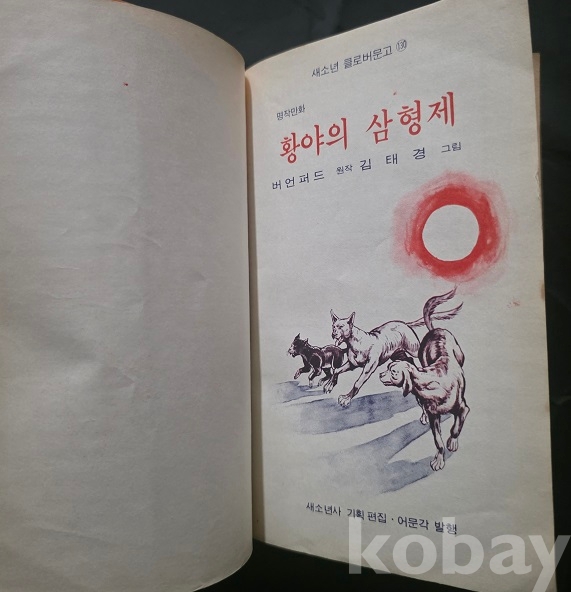 새소년 클로버문고 130
명작만화
황야의 삼형제
버언퍼드 원작 김태경 그림
새소년사 기획 편집 · 어문각 발행
kobay